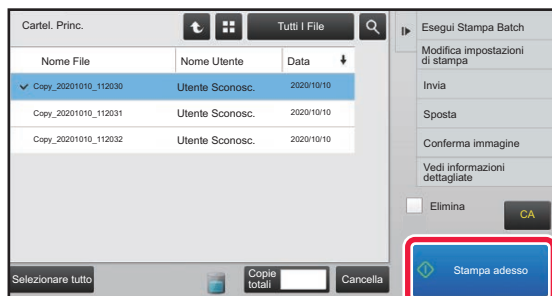 Cartel. Princ.
Tutti I File
Nome File
Nome Utente
Data
Copy_20201010_112030
Utente Sconosc.
2020/10/10
Copy_20201010_112031
Utente Sconosc.
2020/10/10
Copy_20201010_112032
Utente Sconosc.
2020/10/10
Selezionare tutto
Copie
totali
Cancella
Esegui Stampa Batch
Modifica impostazioni
di stampa
Invia
Sposta
Conferma immagine
Vedi informazioni
dettagliate
Elimina
CA
Stampa adesso